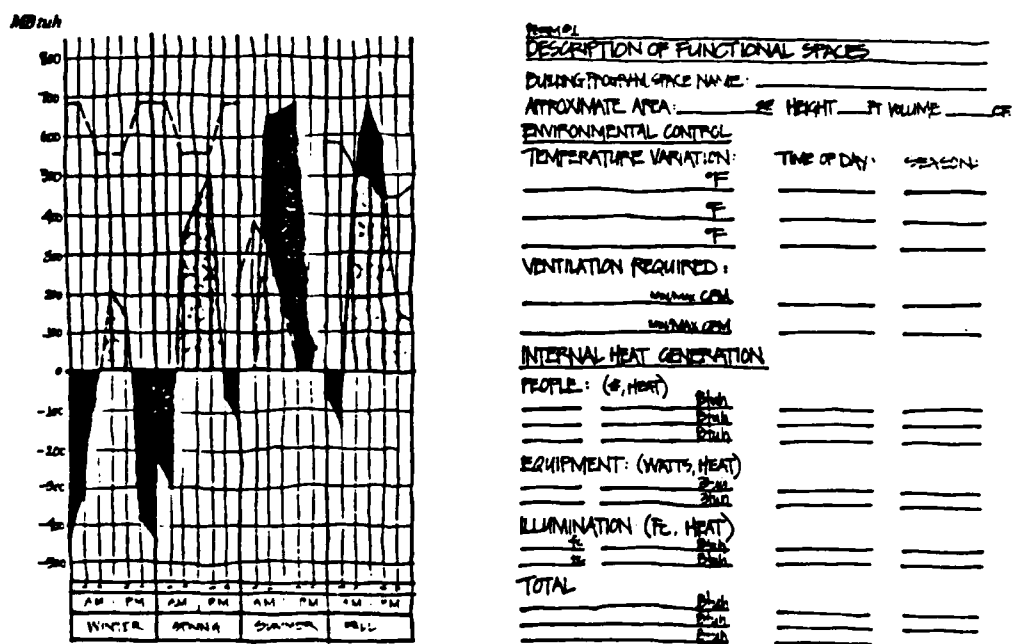 MBtuh
800
700
600
500
400
300
200
100
0
-100
-200
-300
-400
-500
AM PM AM PM AM PM AM PM
WINTER SPRING SUMMER FALL
FORM #1
DESCRIPTION OF FUNCTIONAL SPACES
BUILDING PROGRAM SPACE NAME:
APPROXIMATE AREA: SF HEIGHT FT VOLUME CF
ENVIRONMENTAL CONTROL
TEMPERATURE VARIATION: TIME OF DAY: SEASON:
°F
°F
°F
VENTILATION REQUIRED:
MIN/MAX CFM
MIN/MAX CFM
INTERNAL HEAT GENERATION
PEOPLE: (#, HEAT)
Btuh
Btuh
Btuh
EQUIPMENT: (WATTS, HEAT)
Btuh
Btuh
ILLUMINATION (Fc, HEAT)
fc Btuh
fc Btuh
TOTAL
Btuh
Btuh
Btuh